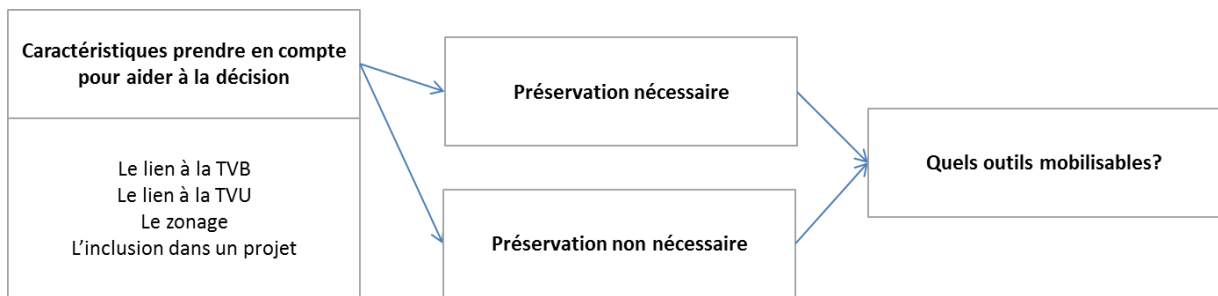 Caractéristiques prendre en compte
pour aider à la décision
Le lien à la TVB
Le lien à la TVU
Le zonage
L'inclusion dans un projet
Préservation nécessaire
Préservation non nécessaire
Quels outils mobilisables?